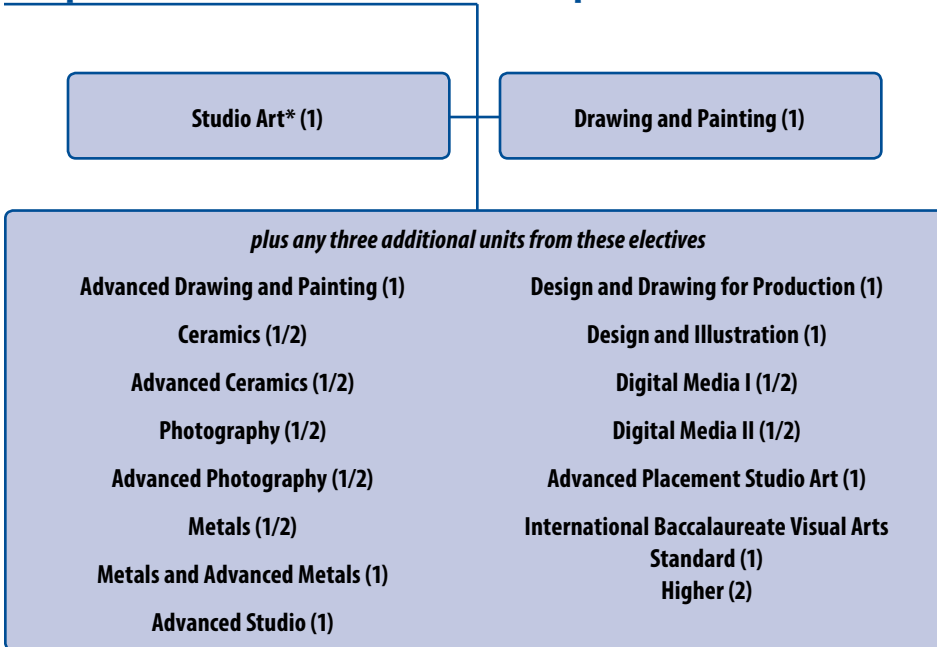 Studio Art* (1)
Drawing and Painting (1)
plus any three additional units from these electives
Advanced Drawing and Painting (1)
Ceramics (1/2)
Advanced Ceramics (1/2)
Photography (1/2)
Advanced Photography (1/2)
Metals (1/2)
Metals and Advanced Metals (1)
Advanced Studio (1)
Design and Drawing for Production (1)
Design and Illustration (1)
Digital Media I (1/2)
Digital Media II (1/2)
Advanced Placement Studio Art (1)
International Baccalaureate Visual Arts
Standard (1)
Higher (2)